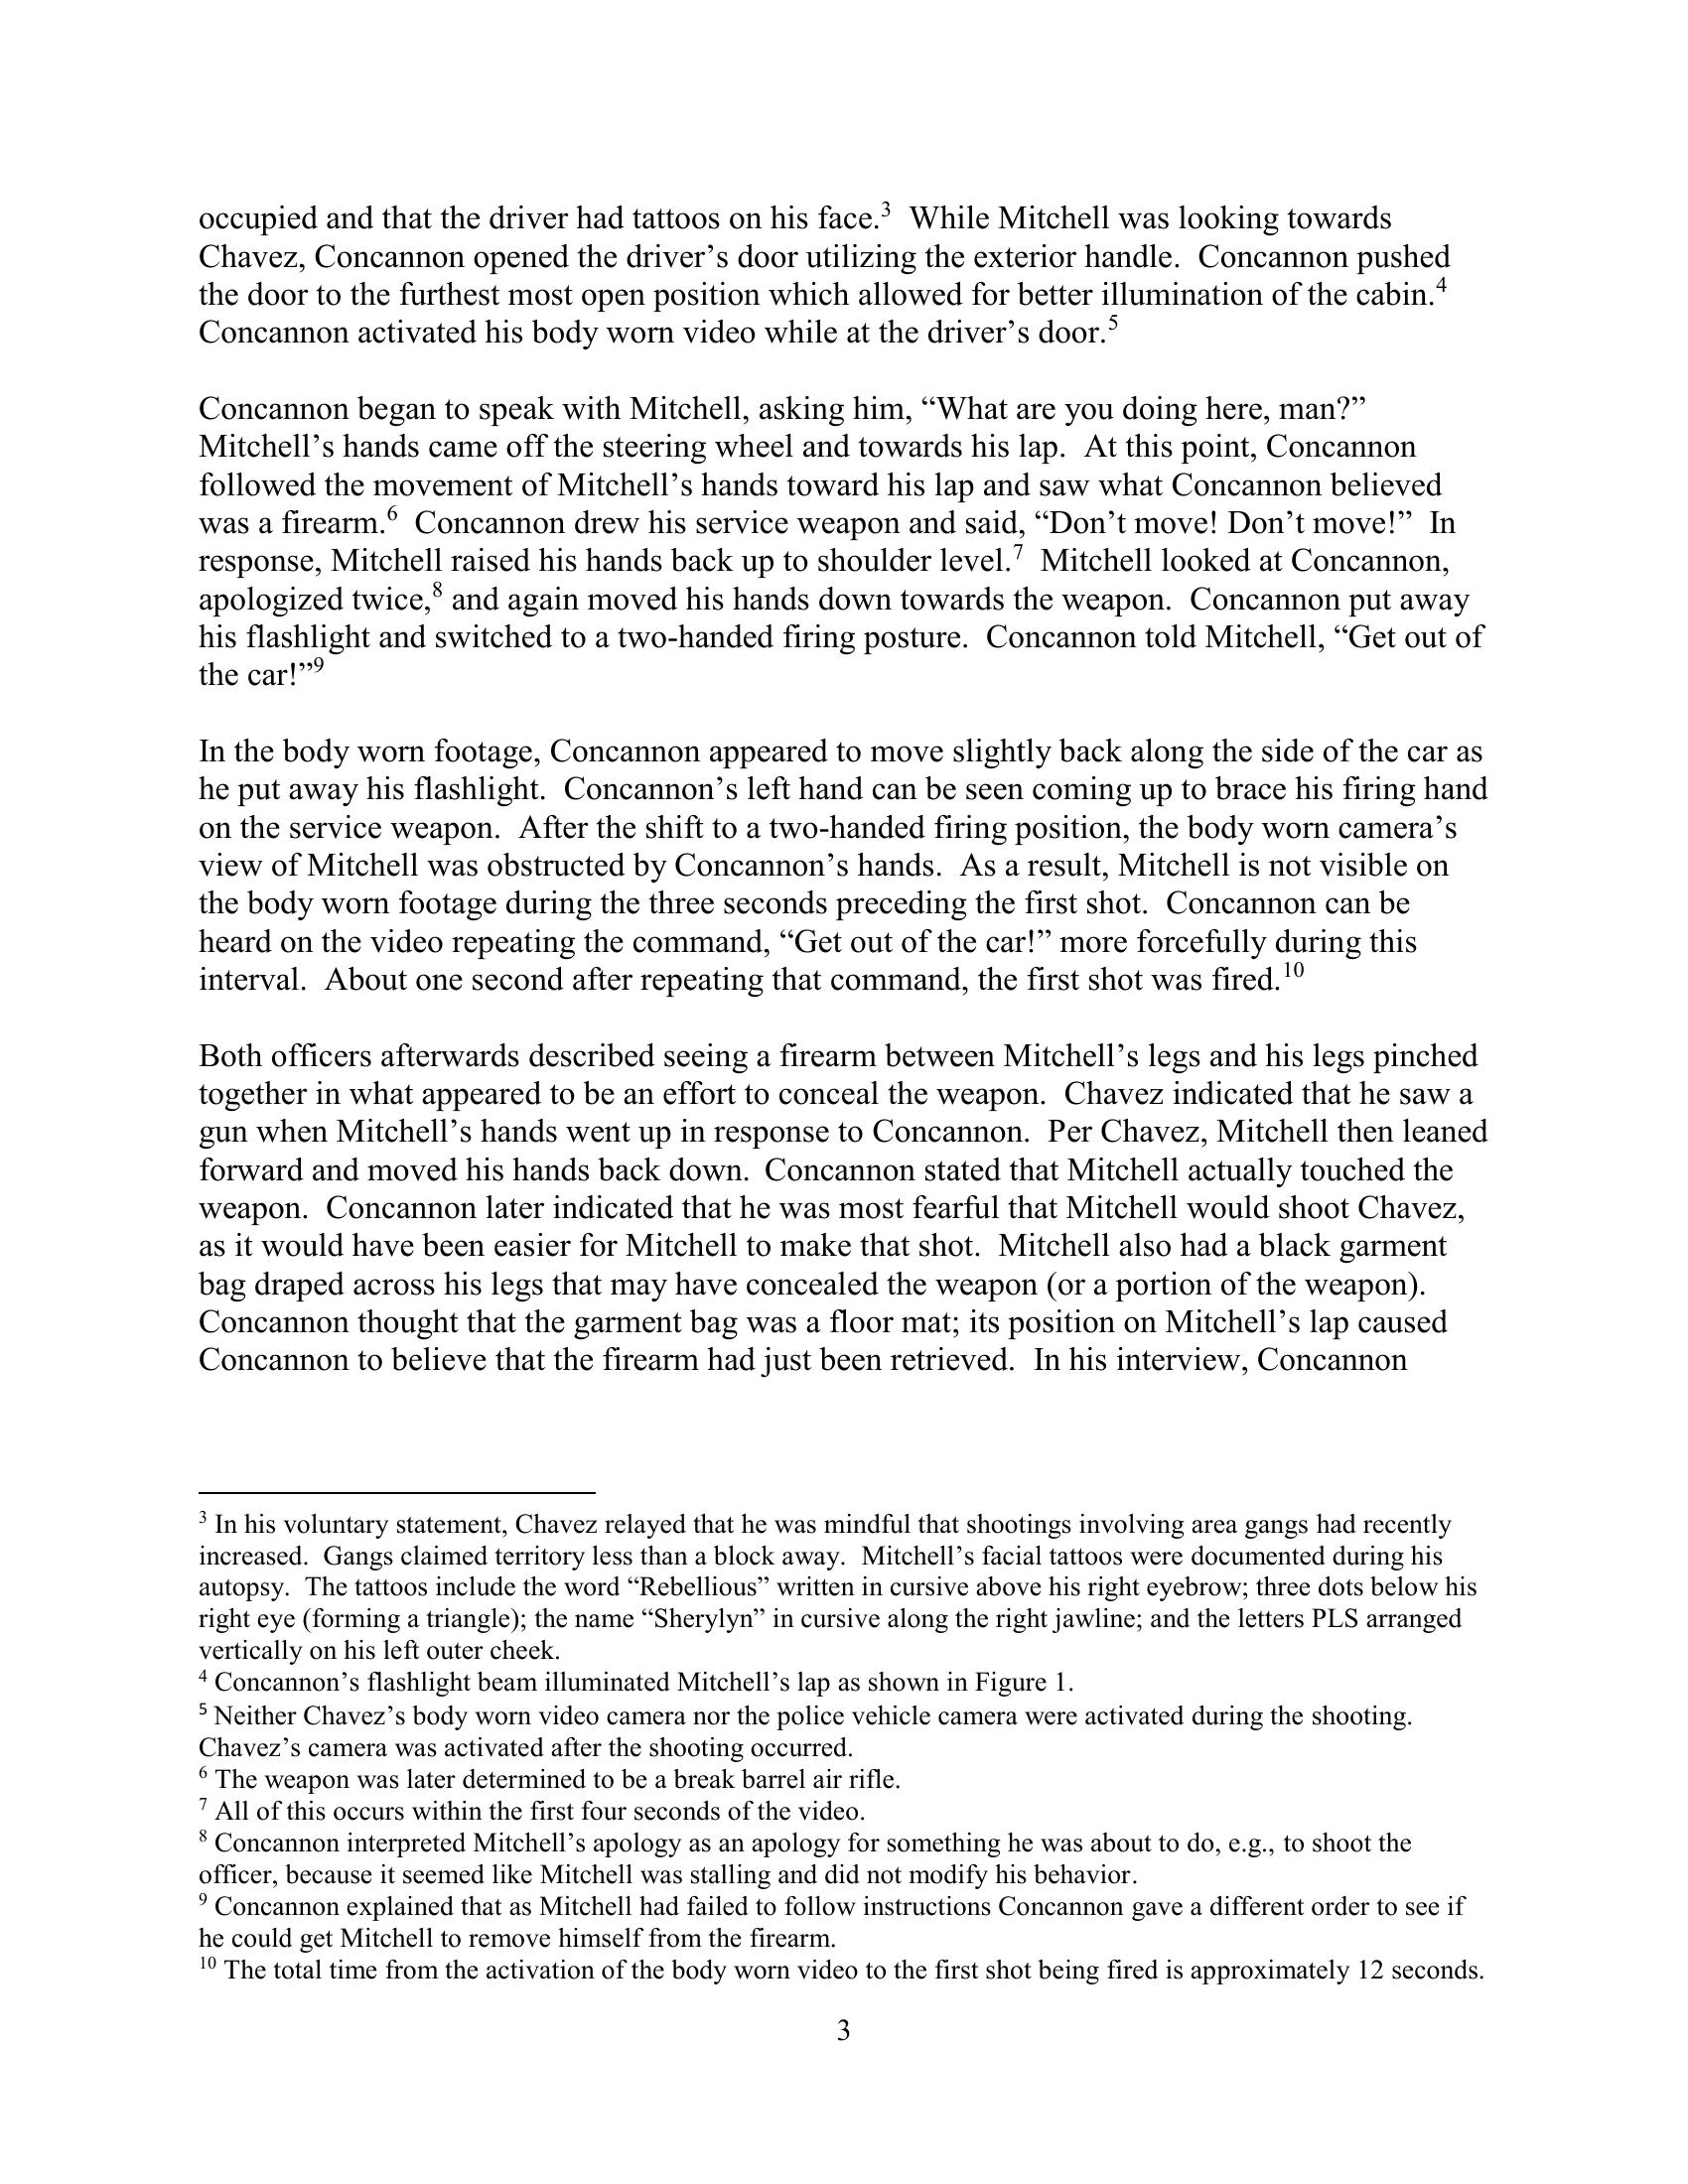 occupied and that the driver had tattoos on his face.3  While Mitchell was looking towards
Chavez, Concannon opened the driver’s door utilizing the exterior handle.  Concannon pushed
the door to the furthest most open position which allowed for better illumination of the cabin.4
Concannon activated his body worn video while at the driver’s door.5
Concannon began to speak with Mitchell, asking him, “What are you doing here, man?”
Mitchell’s hands came off the steering wheel and towards his lap.  At this point, Concannon
followed the movement of Mitchell’s hands toward his lap and saw what Concannon believed
was a firearm.6  Concannon drew his service weapon and said, “Don’t move! Don’t move!”  In
response, Mitchell raised his hands back up to shoulder level.7  Mitchell looked at Concannon,
apologized twice,8 and again moved his hands down towards the weapon.  Concannon put away
his flashlight and switched to a two-handed firing posture.  Concannon told Mitchell, “Get out of
the car!”9
In the body worn footage, Concannon appeared to move slightly back along the side of the car as
he put away his flashlight.  Concannon’s left hand can be seen coming up to brace his firing hand
on the service weapon.  After the shift to a two-handed firing position, the body worn camera’s
view of Mitchell was obstructed by Concannon’s hands.  As a result, Mitchell is not visible on
the body worn footage during the three seconds preceding the first shot.  Concannon can be
heard on the video repeating the command, “Get out of the car!” more forcefully during this
interval.  About one second after repeating that command, the first shot was fired.10
Both officers afterwards described seeing a firearm between Mitchell’s legs and his legs pinched
together in what appeared to be an effort to conceal the weapon.  Chavez indicated that he saw a
gun when Mitchell’s hands went up in response to Concannon.  Per Chavez, Mitchell then leaned
forward and moved his hands back down.  Concannon stated that Mitchell actually touched the
weapon.  Concannon later indicated that he was most fearful that Mitchell would shoot Chavez,
as it would have been easier for Mitchell to make that shot.  Mitchell also had a black garment
bag draped across his legs that may have concealed the weapon (or a portion of the weapon).
Concannon thought that the garment bag was a floor mat; its position on Mitchell’s lap caused
Concannon to believe that the firearm had just been retrieved.  In his interview, Concannon
3 In his voluntary statement, Chavez relayed that he was mindful that shootings involving area gangs had recently
increased.  Gangs claimed territory less than a block away.  Mitchell’s facial tattoos were documented during his
autopsy.  The tattoos include the word “Rebellious” written in cursive above his right eyebrow; three dots below his
right eye (forming a triangle); the name “Sherylyn” in cursive along the right jawline; and the letters PLS arranged
vertically on his left outer cheek.
4 Concannon’s flashlight beam illuminated Mitchell’s lap as shown in Figure 1.
5 Neither Chavez’s body worn video camera nor the police vehicle camera were activated during the shooting.
Chavez’s camera was activated after the shooting occurred.
6 The weapon was later determined to be a break barrel air rifle.
7 All of this occurs within the first four seconds of the video.
8 Concannon interpreted Mitchell’s apology as an apology for something he was about to do, e.g., to shoot the
officer, because it seemed like Mitchell was stalling and did not modify his behavior.
9 Concannon explained that as Mitchell had failed to follow instructions Concannon gave a different order to see if
he could get Mitchell to remove himself from the firearm.
10 The total time from the activation of the body worn video to the first shot being fired is approximately 12 seconds.
3